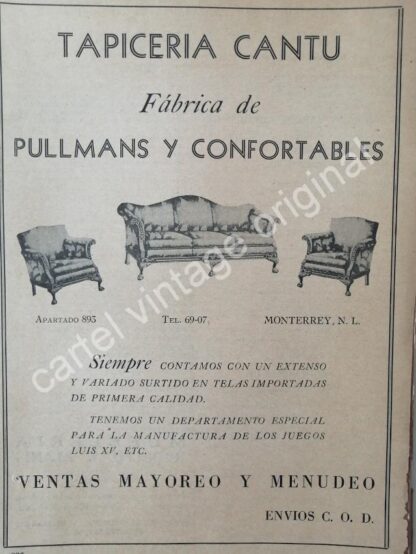 TAPICERIA CANTU
Fábrica de
PULLMANS Y CONFORTABLES
APARTADO 893 TEL. 69-07. MONTERREY, N. L.
Siempre CONTAMOS CON UN EXTENSO
Y VARIADO SURTIDO EN TELAS IMPORTADAS
DE PRIMERA CALIDAD.
TENEMOS UN DEPARTAMENTO ESPECIAL
PARA LA MANUFACTURA DE LOS JUEGOS
LUIS XV, ETC.
VENTAS MAYOREO Y MENUDEO
ENVIOS C. O. D.
cartel vintage original